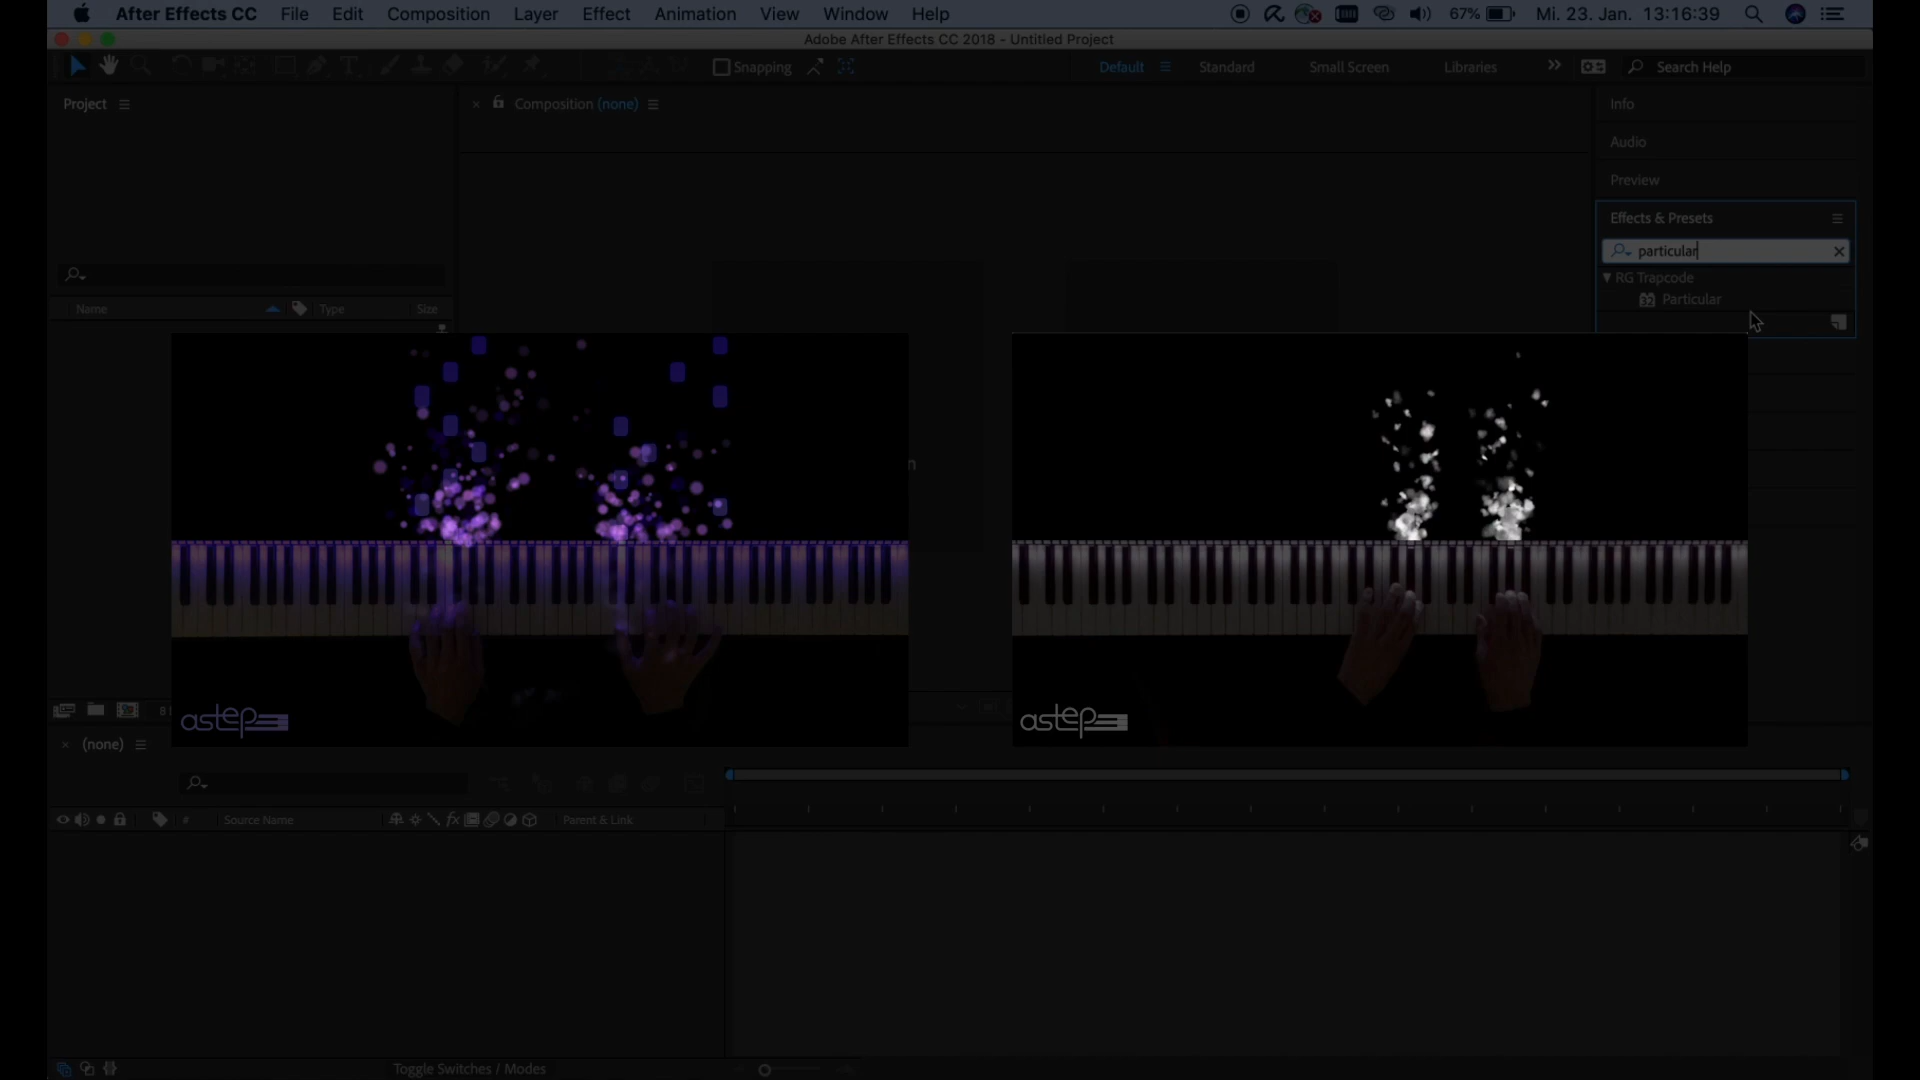 After Effects CC File Edit Composition Layer Effect Animation View Window Help 67% Mi. 23. Jan. 13:16:39
Adobe After Effects CC 2018 - Untitled Project
Snapping Default Standard Small Screen Libraries Search Help
Project Composition (none) Info
Audio
Preview
Effects & Presets
particular
RG Trapcode
32 Particular
Name Type Size
n
astep astep
8
(none)
# Source Name fx Parent & Link
Toggle Switches / Modes